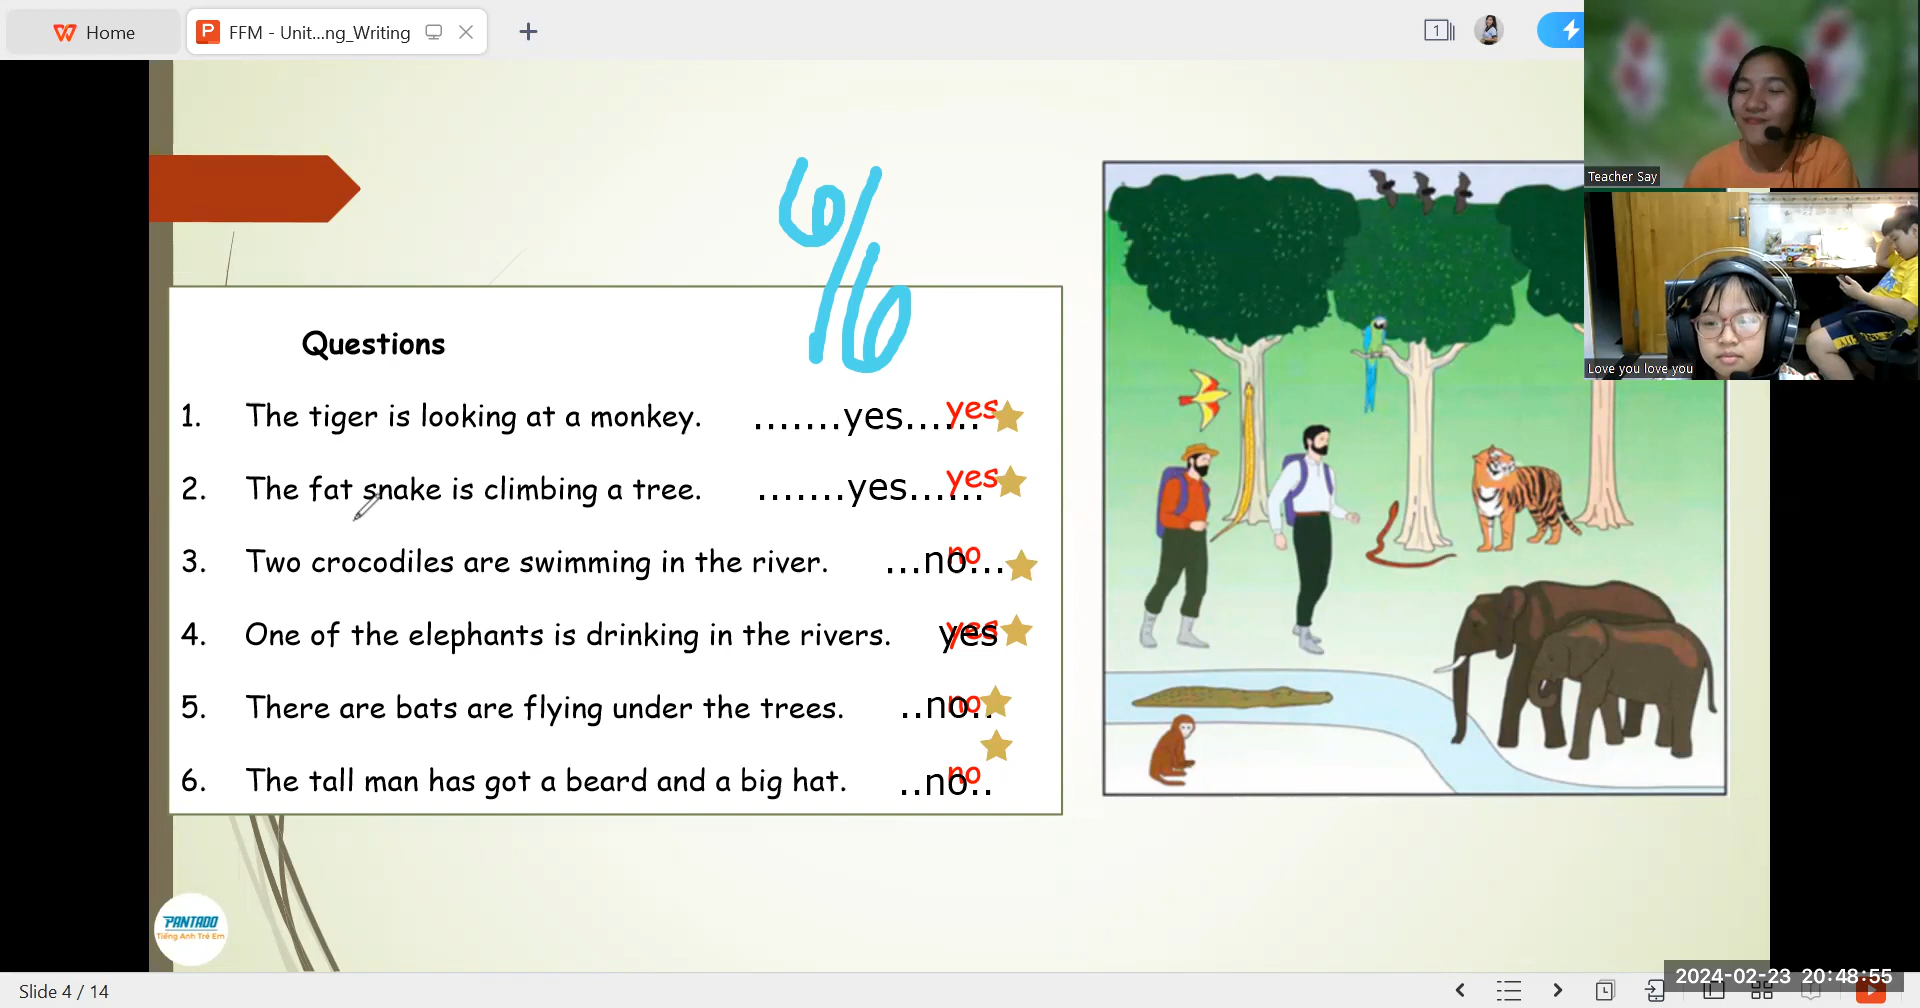 Home
FFM - Unit...ng_Writing
1
6/6
Teacher Say
Love you love you
Questions
1. The tiger is looking at a monkey. .......yes...... yes
2. The fat snake is climbing a tree. .......yes...... yes
3. Two crocodiles are swimming in the river. ...no... no
4. One of the elephants is drinking in the rivers. yes yes
5. There are bats are flying under the trees. ..no.. no
6. The tall man has got a beard and a big hat. ..no.. no
PANTADO
Tiếng Anh Trẻ Em
Slide 4 / 14
2024-02-23 20:48:55